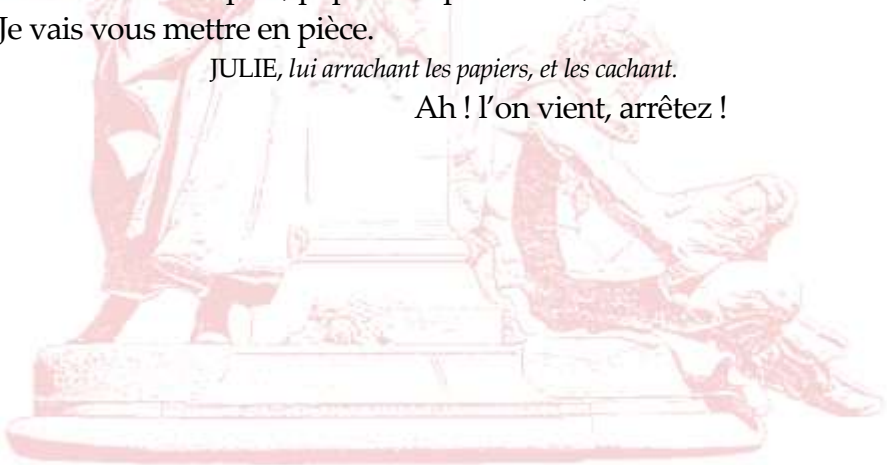 Je vais vous mettre en pièce.
JULIE, lui arrachant les papiers, et les cachant.
Ah ! l’on vient, arrêtez !